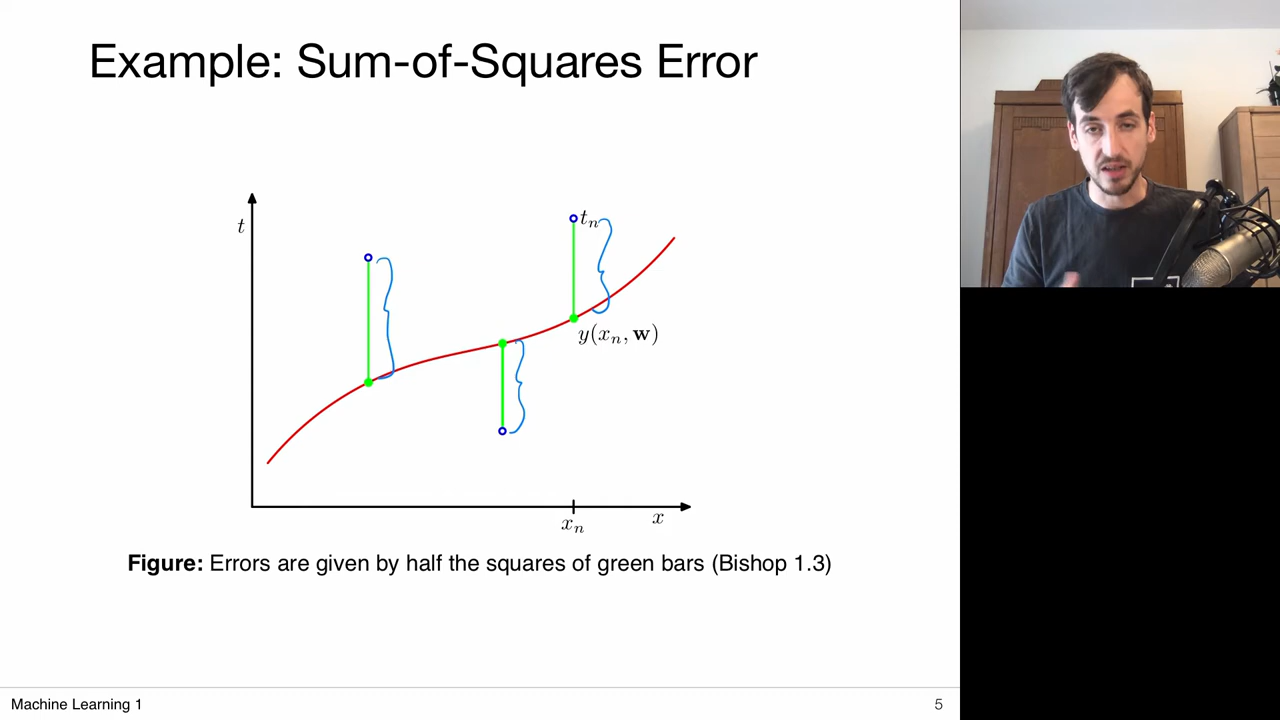 Example: Sum-of-Squares Error
t
t_n
y(x_n, w)
x_n
x
Figure: Errors are given by half the squares of green bars (Bishop 1.3)
Machine Learning 1
5